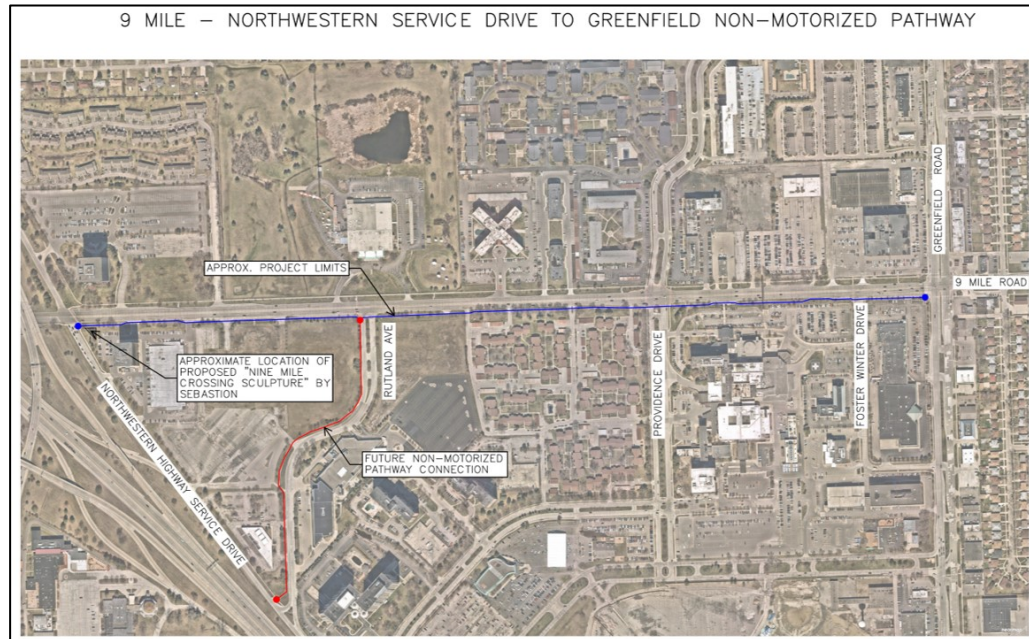 9 MILE – NORTHWESTERN SERVICE DRIVE TO GREENFIELD NON–MOTORIZED PATHWAY
GREENFIELD ROAD
APPROX. PROJECT LIMITS
9 MILE ROAD
APPROXIMATE LOCATION OF
PROPOSED "NINE MILE
CROSSING SCULPTURE" BY
SEBASTION
RUTLAND AVE
PROVIDENCE DRIVE
FOSTER WINTER DRIVE
NORTHWESTERN HIGHWAY SERVICE DRIVE
FUTURE NON–MOTORIZED
PATHWAY CONNECTION